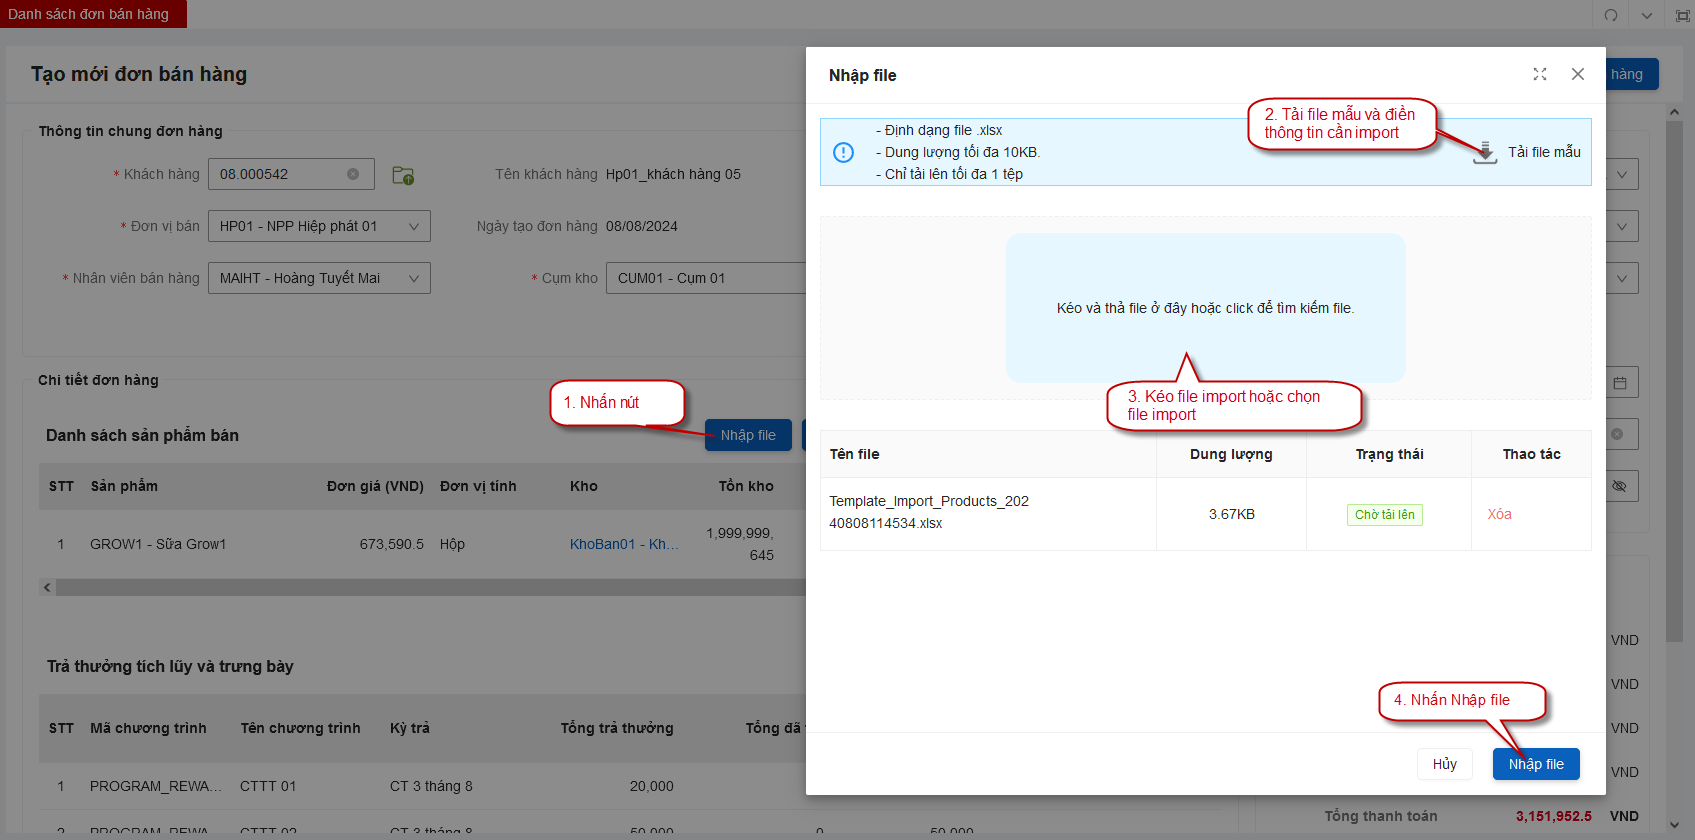 Danh sách đơn bán hàng
Tạo mới đơn bán hàng
hàng
Thông tin chung đơn hàng
* Khách hàng 08.000542 Tên khách hàng Hp01_khách hàng 05
* Đơn vị bán HP01 - NPP Hiệp phát 01 Ngày tạo đơn hàng 08/08/2024
* Nhân viên bán hàng MAIHT - Hoàng Tuyết Mai * Cụm kho CUM01 - Cụm 01
Chi tiết đơn hàng
1. Nhấn nút
Danh sách sản phẩm bán Nhập file
STT Sản phẩm Đơn giá (VND) Đơn vị tính Kho Tồn kho
1 GROW1 - Sữa Grow1 673,590.5 Hộp KhoBan01 - Kh... 1,999,999,
645
Trả thưởng tích lũy và trưng bày
STT Mã chương trình Tên chương trình Kỳ trả Tổng trả thưởng Tổng đã
1 PROGRAM_REWA... CTTT 01 CT 3 tháng 8 20,000
2 PROGRAM_REWA... CTTT 02 CT 3 tháng 8 50,000 0 50,000
VND
VND
VND
VND
Tổng thanh toán 3,151,952.5 VND
Nhập file
- Định dạng file .xlsx
- Dung lượng tối đa 10KB.
- Chỉ tải lên tối đa 1 tệp
2. Tải file mẫu và điền
thông tin cần import
Tải file mẫu
Kéo và thả file ở đây hoặc click để tìm kiếm file.
3. Kéo file import hoặc chọn
file import
Tên file Dung lượng Trạng thái Thao tác
Template_Import_Products_202
40808114534.xlsx
3.67KB Chờ tải lên Xóa
4. Nhấn Nhập file
Hủy Nhập file